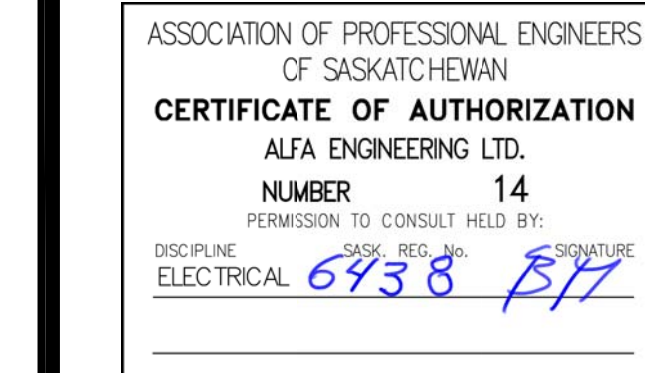 ASSOCIATION OF PROFESSIONAL ENGINEERS
OF SASKATCHEWAN
CERTIFICATE OF AUTHORIZATION
ALFA ENGINEERING LTD.
NUMBER 14
PERMISSION TO CONSULT HELD BY:
DISCIPLINE SASK. REG. No. SIGNATURE
ELECTRICAL 6438